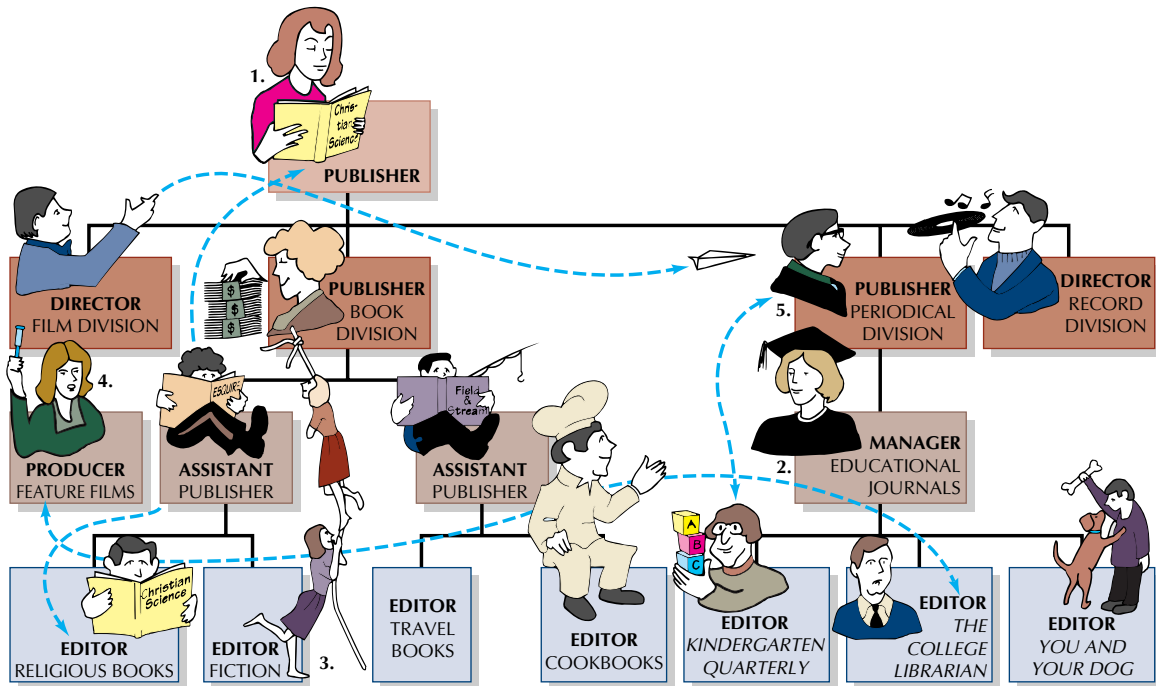 1.
Chris-
tian
Science
PUBLISHER
DIRECTOR
FILM DIVISION
$
$
$
PUBLISHER
BOOK
DIVISION
5.
PUBLISHER
PERIODICAL
DIVISION
DIRECTOR
RECORD
DIVISION
4.
PRODUCER
FEATURE FILMS
ESQUIRE
ASSISTANT
PUBLISHER
Field
&
Stream
ASSISTANT
PUBLISHER
2.
MANAGER
EDUCATIONAL
JOURNALS
Christian
Science
EDITOR
RELIGIOUS BOOKS
EDITOR
FICTION
3.
EDITOR
TRAVEL
BOOKS
EDITOR
COOKBOOKS
A
B
C
EDITOR
KINDERGARTEN
QUARTERLY
EDITOR
THE
COLLEGE
LIBRARIAN
EDITOR
YOU AND
YOUR DOG